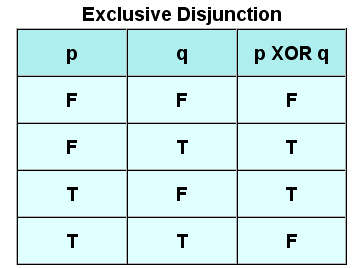 Exclusive Disjunction
p q p XOR q
F F F
F T T
T F T
T T F